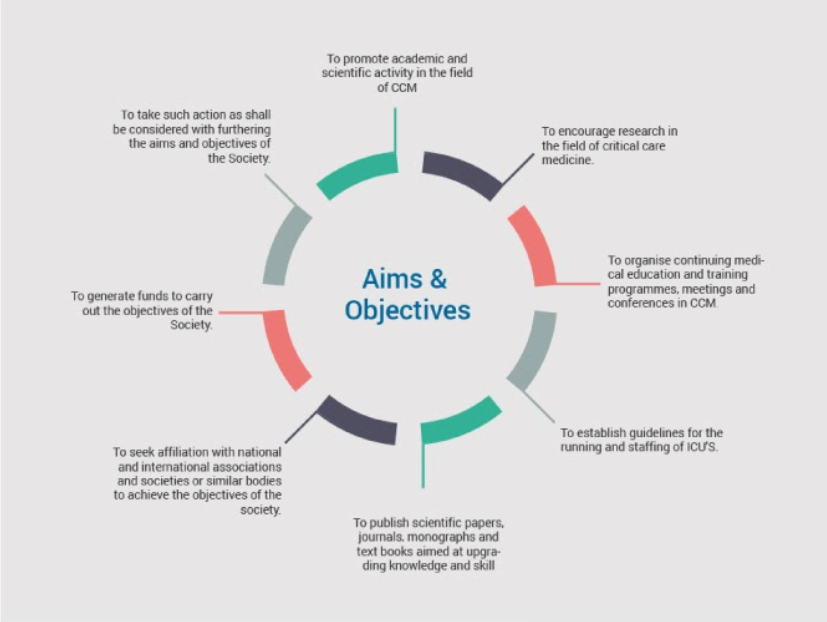 To promote academic and
scientific activity in the field
of CCM
To encourage research in
the field of critical care
medicine.
To organise continuing medi-
cal education and training
programmes, meetings and
conferences in CCM.
To establish guidelines for the
running and staffing of ICU'S.
To publish scientific papers,
journals, monographs and
text books aimed at upgra-
ding knowledge and skill
To seek affiliation with national
and international associations
and societies or similar bodies
to achieve the objectives of the
society.
To generate funds to carry
out the objectives of the
Society.
To take such action as shall
be considered with furthering
the aims and objectives of
the Society.
Aims &
Objectives